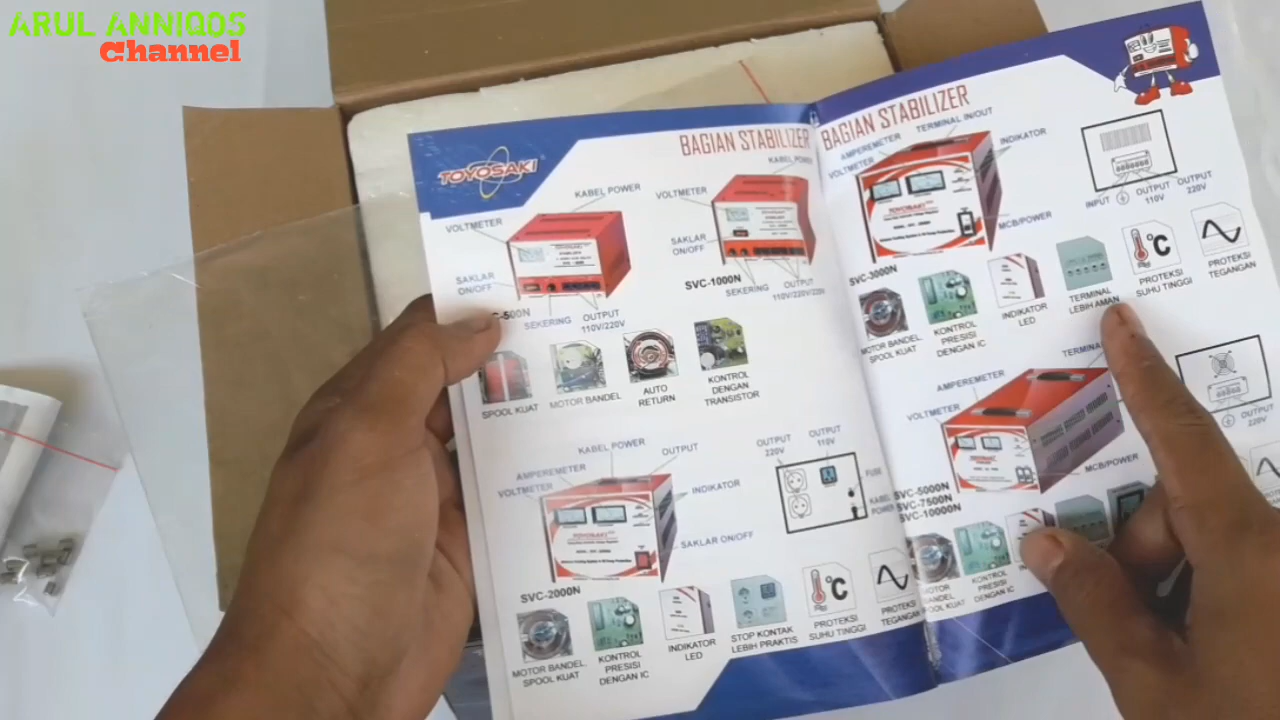 ARUL ANNIQOS
Channel
TOYOSAKI
BAGIAN STABILIZER
KABEL POWER
VOLTMETER
SAKLAR
ON/OFF
SEKERING
OUTPUT
110V/220V
KABEL POWER
VOLTMETER
SAKLAR
ON/OFF
SVC-1000N
SEKERING
OUTPUT
110V/220V/220V
SPOOL KUAT
MOTOR BANDEL
AUTO
RETURN
KONTROL
DENGAN
TRANSISTOR
KABEL POWER
OUTPUT
AMPEREMETER
VOLTMETER
INDIKATOR
SAKLAR ON/OFF
TOYOSAKI
SVC-2000N
OUTPUT
220V
OUTPUT
110V
FUSE
KABEL
POWER
MOTOR BANDEL
SPOOL KUAT
KONTROL
PRESISI
DENGAN IC
INDIKATOR
LED
STOP KONTAK
LEBIH PRAKTIS
PROTEKSI
SUHU TINGGI
°C
BAGIAN STABILIZER
TERMINAL IN/OUT
AMPEREMETER
VOLTMETER
INDIKATOR
MCB/POWER
TOYOSAKI
SVC-3000N
INPUT
OUTPUT
110V
OUTPUT
220V
MOTOR BANDEL
SPOOL KUAT
KONTROL
PRESISI
DENGAN IC
INDIKATOR
LED
TERMINAL
LEBIH AMAN
°C
PROTEKSI
SUHU TINGGI
PROTEKSI
TEGANGAN
TERMINAL
AMPEREMETER
VOLTMETER
MCB/POWER
SVC-5000N
SVC-7500N
SVC-10000N
OUTPUT
220V
MOTOR
BANDEL
SPOOL KUAT
KONTROL
PRESISI
DENGAN IC